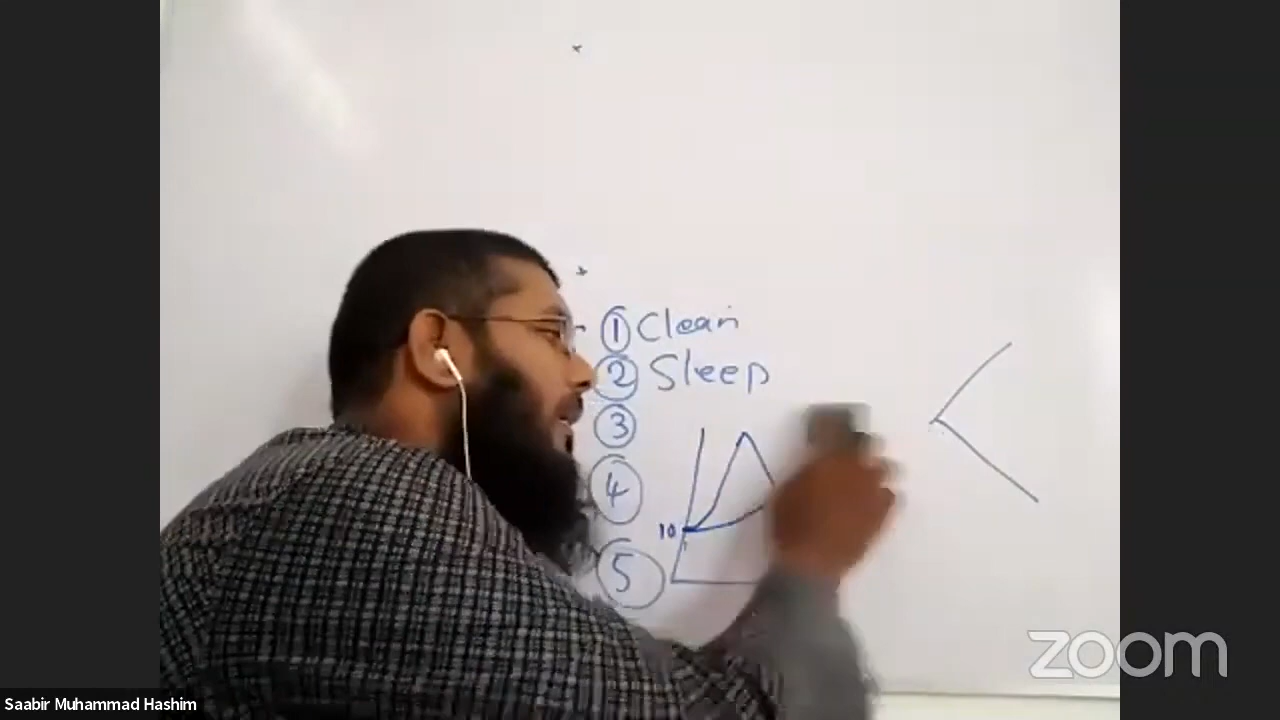 ① Clean
② Sleep
③
④
10
⑤
zoom
Saabir Muhammad Hashim